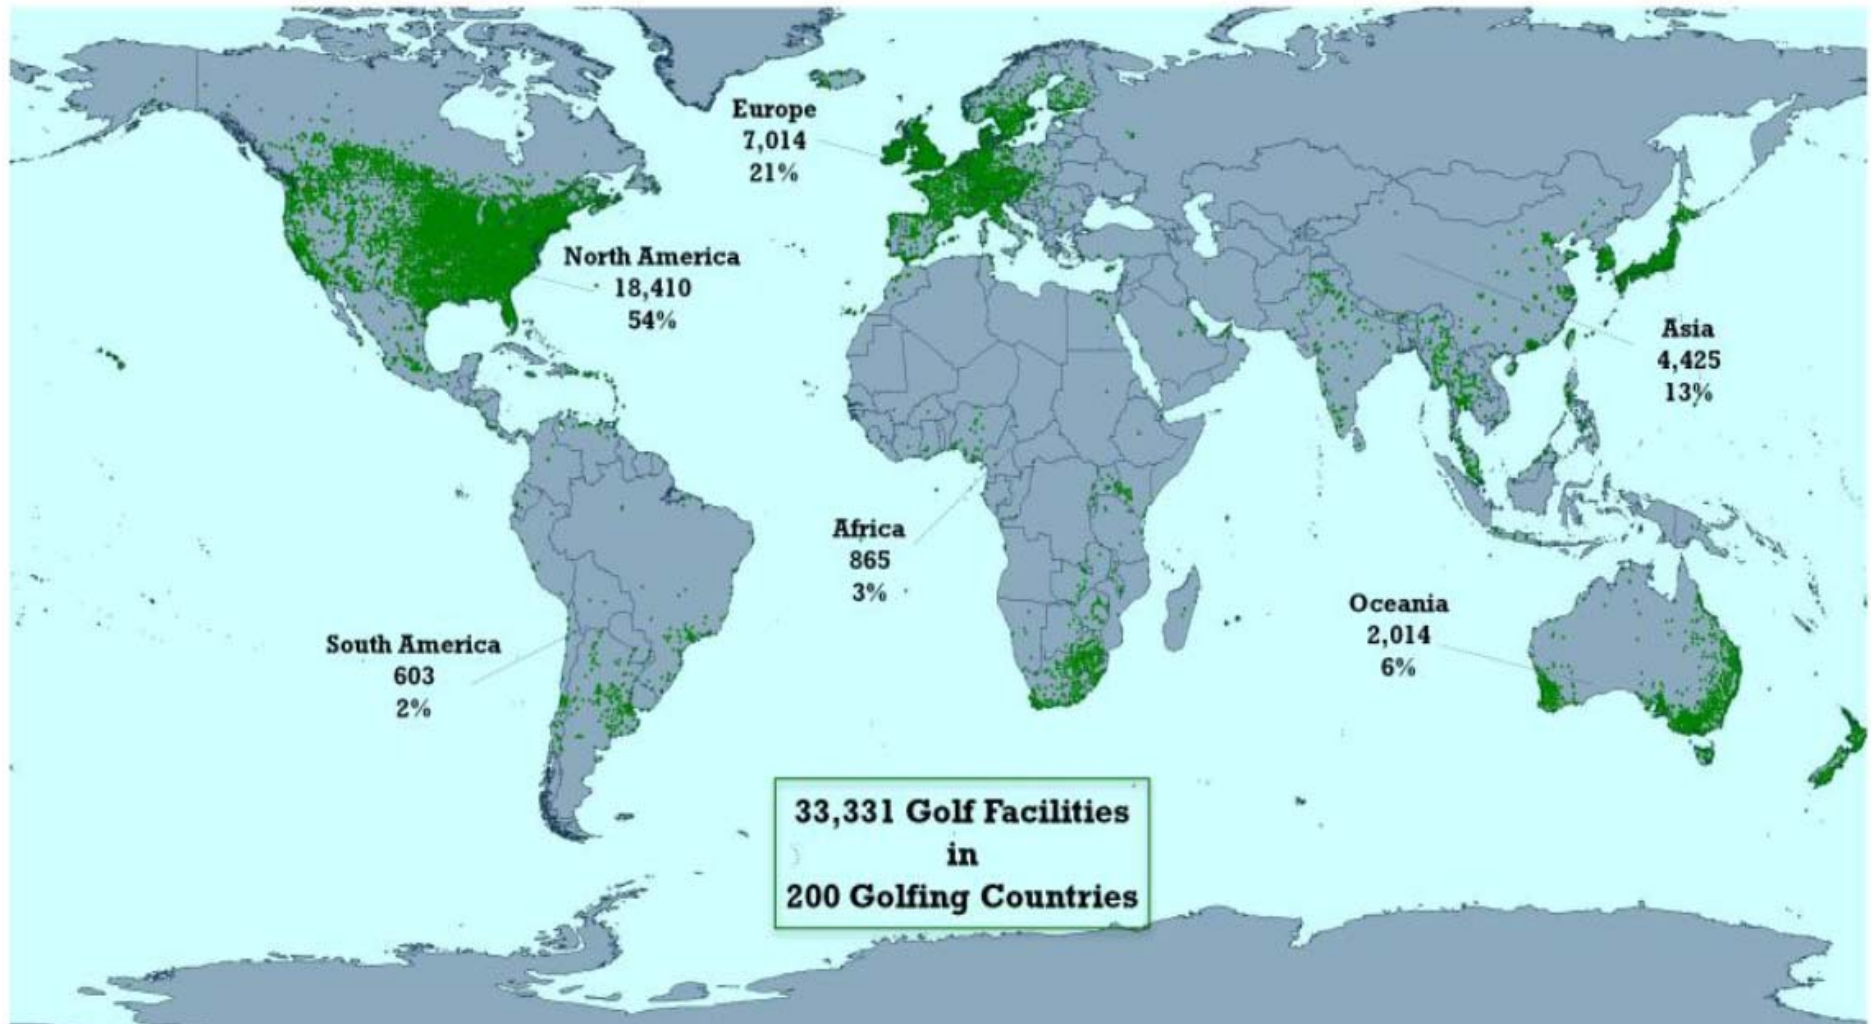 Europe
7,014
21%
North America
18,410
54%
Asia
4,425
13%
Africa
865
3%
Oceania
2,014
6%
South America
603
2%
33,331 Golf Facilities
in
200 Golfing Countries